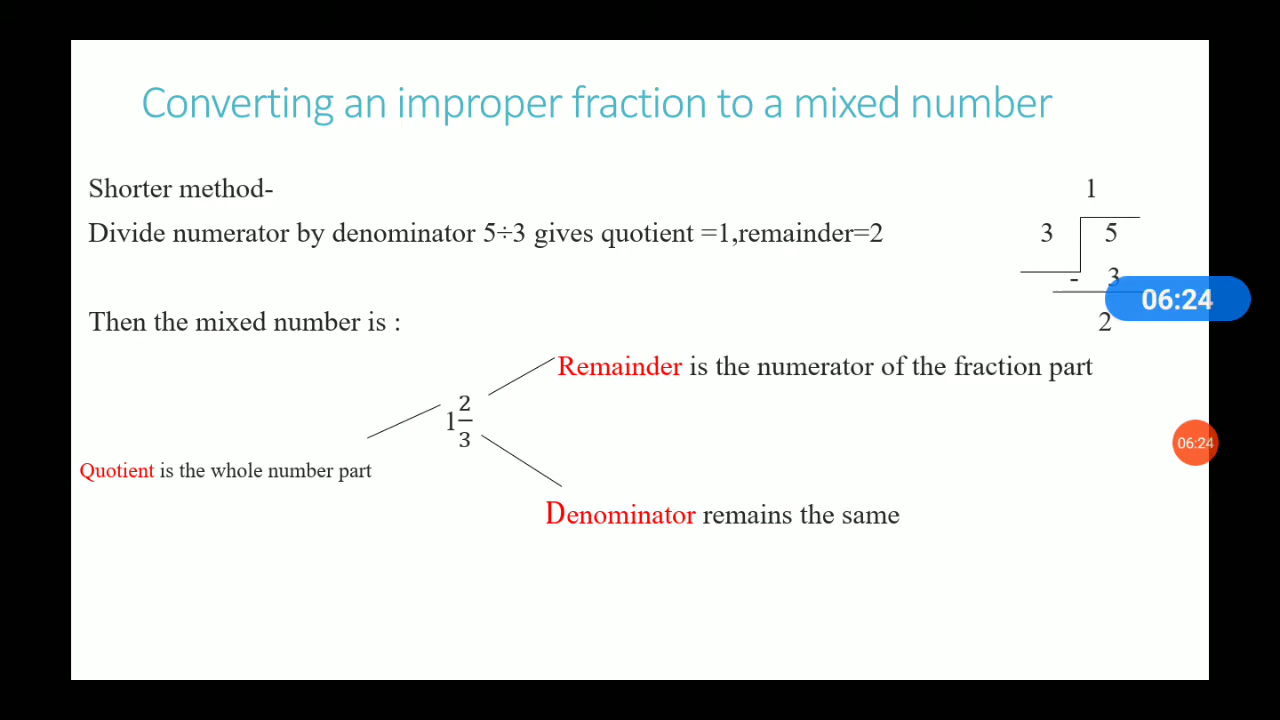 Converting an improper fraction to a mixed number
Shorter method-
1
Divide numerator by denominator 5÷3 gives quotient =1,remainder=2
3 5
- 3
06:24
Then the mixed number is :
2
Remainder is the numerator of the fraction part
1 2/3
06:24
Quotient is the whole number part
Denominator remains the same